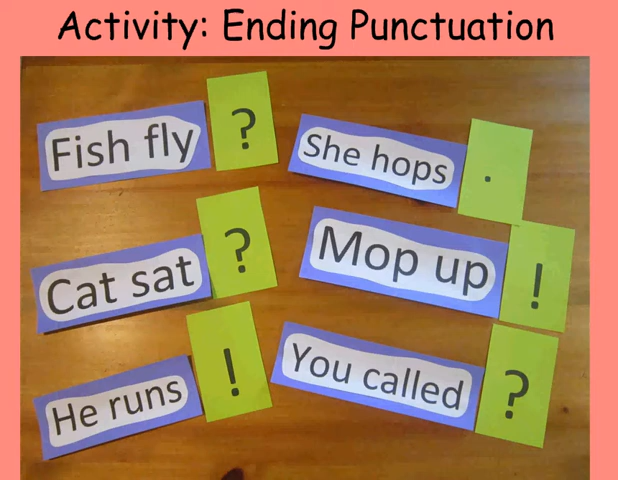 Activity: Ending Punctuation
Fish fly ?
She hops .
Cat sat ?
Mop up !
He runs !
You called ?